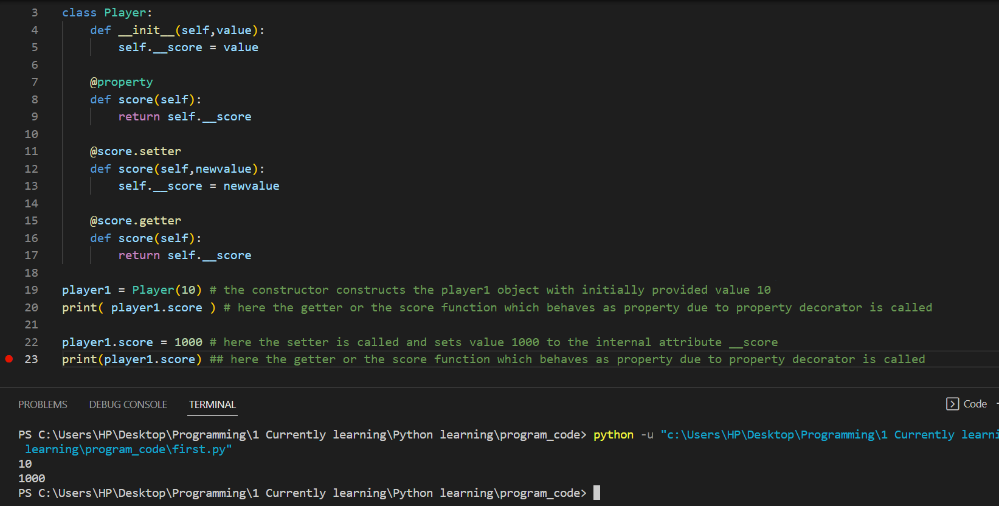 3 class Player:
4     def __init__(self,value):
5         self.__score = value
6
7     @property
8     def score(self):
9         return self.__score
10
11     @score.setter
12     def score(self,newvalue):
13         self.__score = newvalue
14
15     @score.getter
16     def score(self):
17         return self.__score
18
19 player1 = Player(10) # the constructor constructs the player1 object with initially provided value 10
20 print( player1.score ) # here the getter or the score function which behaves as property due to property decorator is called
21
22 player1.score = 1000 # here the setter is called and sets value 1000 to the internal attribute __score
23 print(player1.score) ## here the getter or the score function which behaves as property due to property decorator is called
PROBLEMS DEBUG CONSOLE TERMINAL Code
PS C:\Users\HP\Desktop\Programming\1 Currently learning\Python learning\program_code> python -u "c:\Users\HP\Desktop\Programming\1 Currently learni
learning\program_code\first.py"
10
1000
PS C:\Users\HP\Desktop\Programming\1 Currently learning\Python learning\program_code>